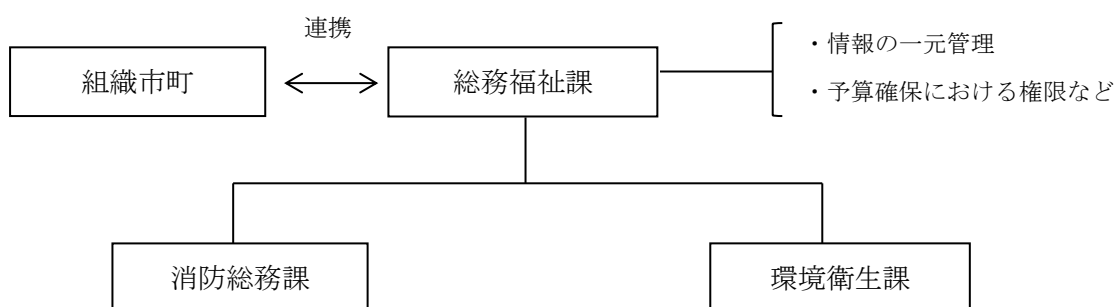 連携
組織市町
総務福祉課
・情報の一元管理
・予算確保における権限など
消防総務課
環境衛生課